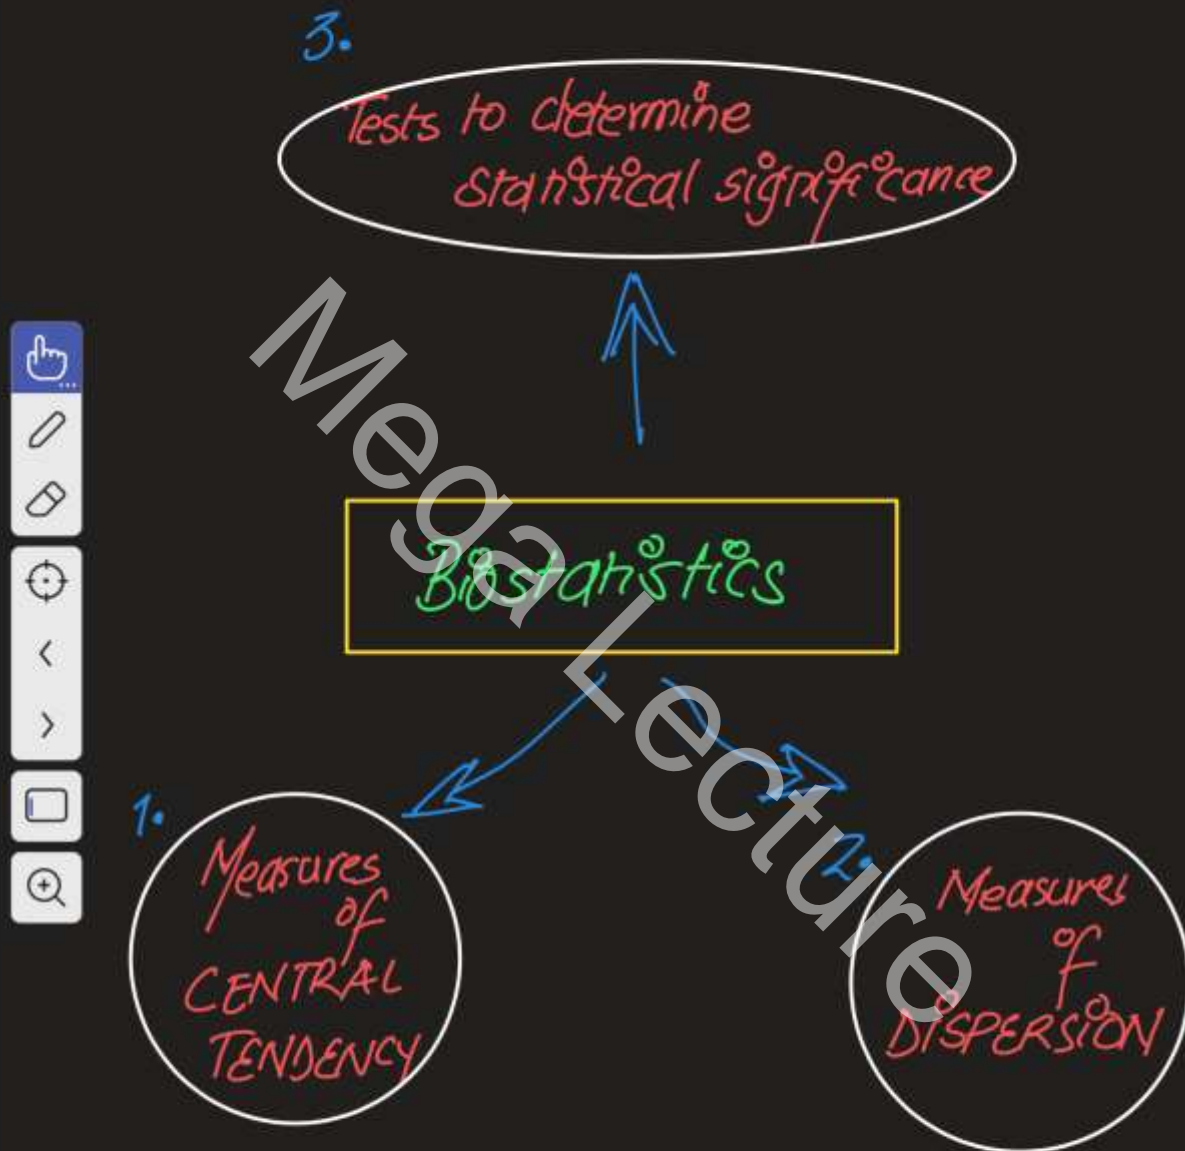 3.
Tests to determine
statistical significance
Biostatistics
1.
Measures
of
CENTRAL
TENDENCY
2.
Measures
of
DISPERSION
Mega Lecture